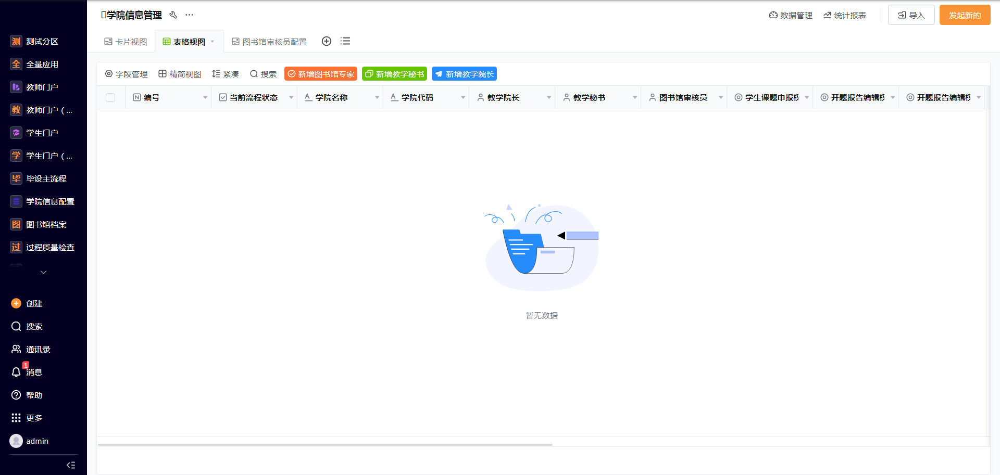 学院信息管理
数据管理
统计报表
导入
发起新的
卡片视图
表格视图
图书馆审核员配置
字段管理
精简视图
紧凑
搜索
新增图书馆专家
新增教学秘书
新增教学院长
编号
当前流程状态
学院名称
学院代码
教学院长
教学秘书
图书馆审核员
学生课题申报权
开题报告编辑权
开题报告编辑权
暂无数据
测 测试分区
全 全量应用
教师门户
教 教师门户（...
学生门户
学 学生门户（...
毕 毕设主流程
学院信息配置
图 图书馆档案
过 过程质量检查
创建
搜索
通讯录
1
消息
帮助
更多
admin